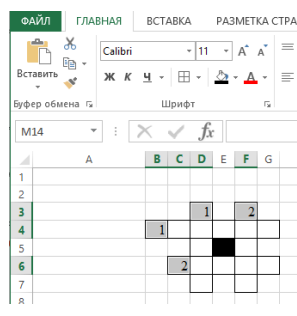 ФАЙЛ ГЛАВНАЯ ВСТАВКА РАЗМЕТКА СТРА
Calibri 11 A A
Вставить Ж К Ч A
Буфер обмена Шрифт
M14 fx
A B C D E F G
1
2
3 1 2
4 1
5
6 2
7
8